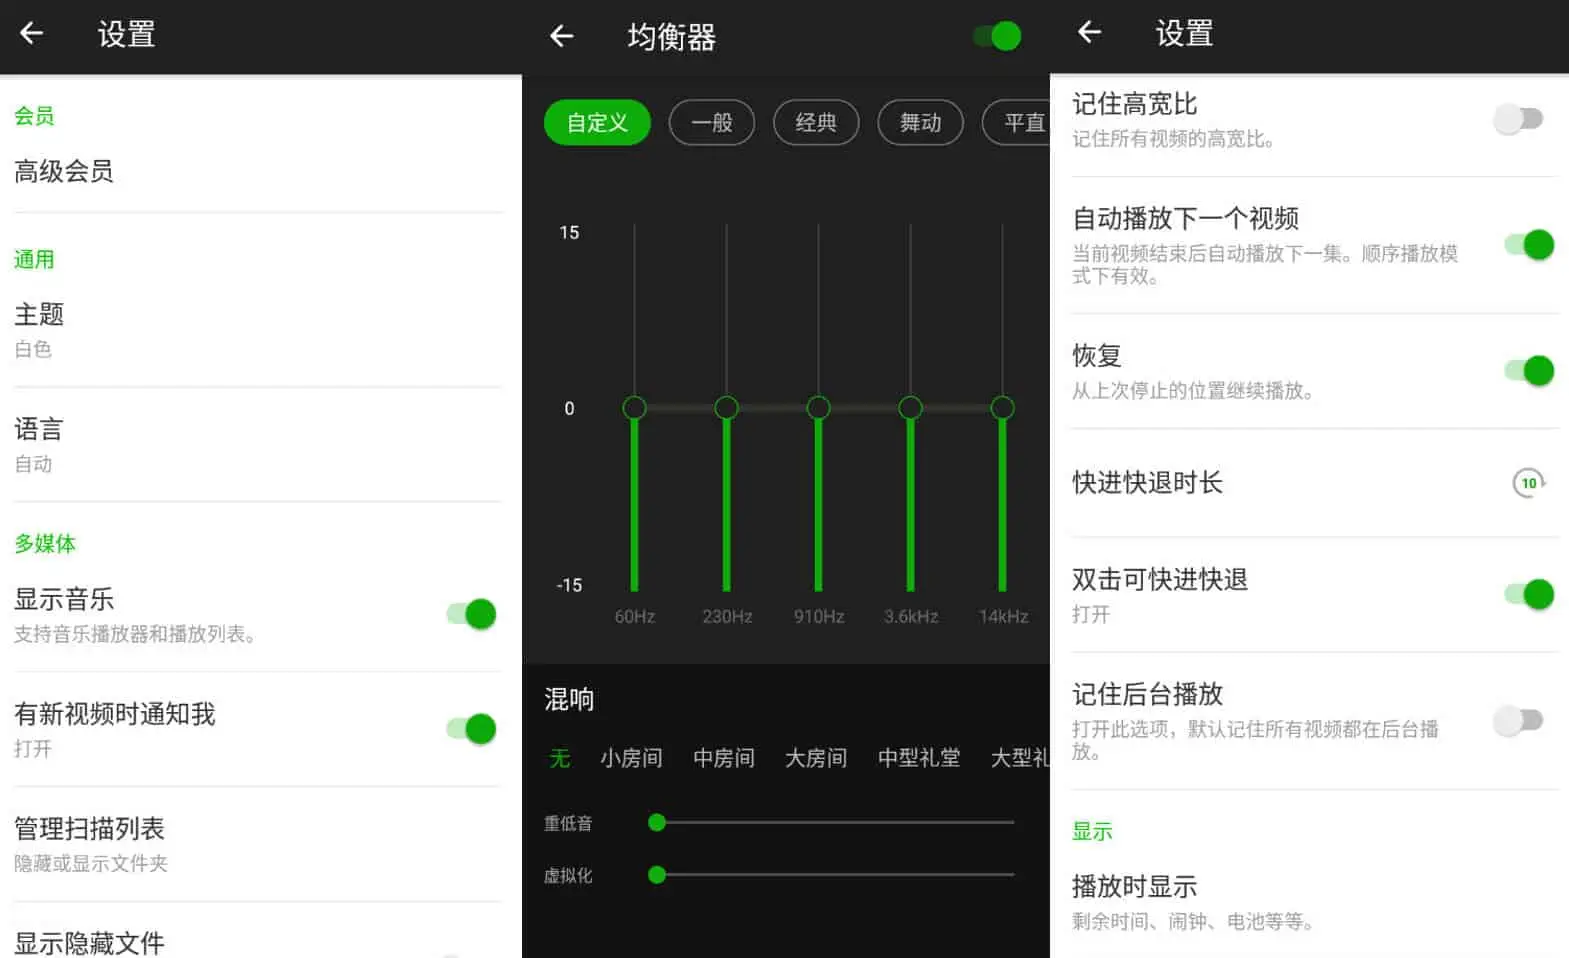 设置
会员
高级会员
通用
主题
白色
语言
自动
多媒体
显示音乐
支持音乐播放器和播放列表。
有新视频时通知我
打开
管理扫描列表
隐藏或显示文件夹
显示隐藏文件
均衡器
自定义 一般 经典 舞动 平直
15
0
-15
60Hz 230Hz 910Hz 3.6kHz 14kHz
混响
无 小房间 中房间 大房间 中型礼堂 大型礼
重低音
虚拟化
设置
记住高宽比
记住所有视频的高宽比。
自动播放下一个视频
当前视频结束后自动播放下一集。顺序播放模
式下有效。
恢复
从上次停止的位置继续播放。
快进快退时长
10
双击可快进快退
打开
记住后台播放
打开此选项，默认记住所有视频都在后台播
放。
显示
播放时显示
剩余时间、闹钟、电池等等。